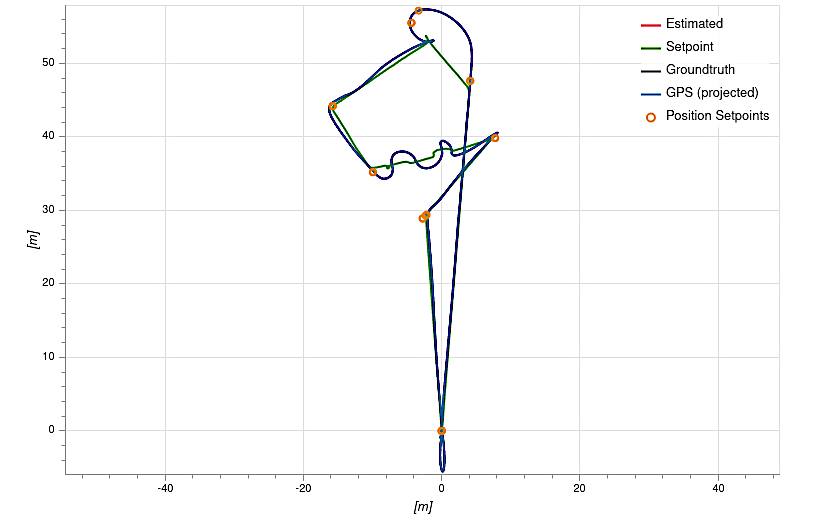 Estimated
Setpoint
Groundtruth
GPS (projected)
Position Setpoints
50
40
30
20
10
0
[m]
-40
-20
0
20
40
[m]